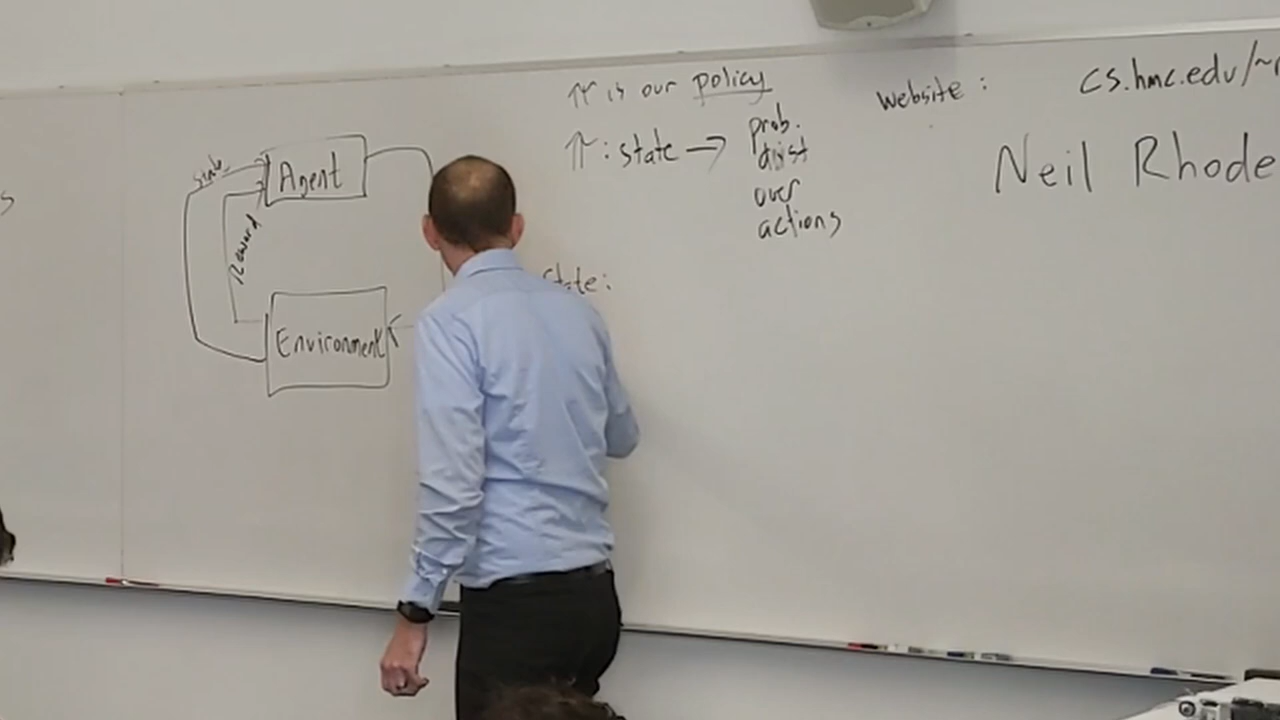 π is our policy
website :
cs.hmc.edu/~r
π : state → prob.
dist
over
actions
Neil Rhode
state
Agent
Reward
State:
Environment